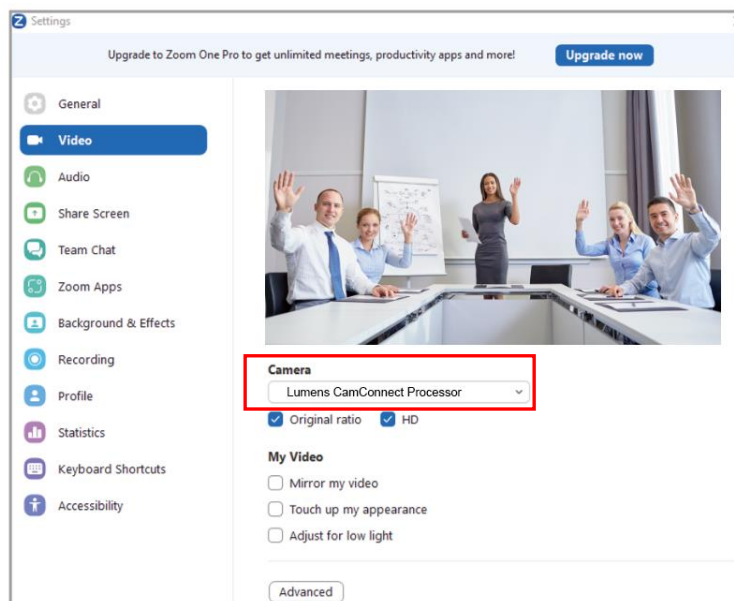 Settings
Upgrade to Zoom One Pro to get unlimited meetings, productivity apps and more!
Upgrade now
General
Video
Audio
Share Screen
Team Chat
Zoom Apps
Background & Effects
Recording
Profile
Statistics
Keyboard Shortcuts
Accessibility
Camera
Lumens CamConnect Processor
Original ratio
HD
My Video
Mirror my video
Touch up my appearance
Adjust for low light
Advanced